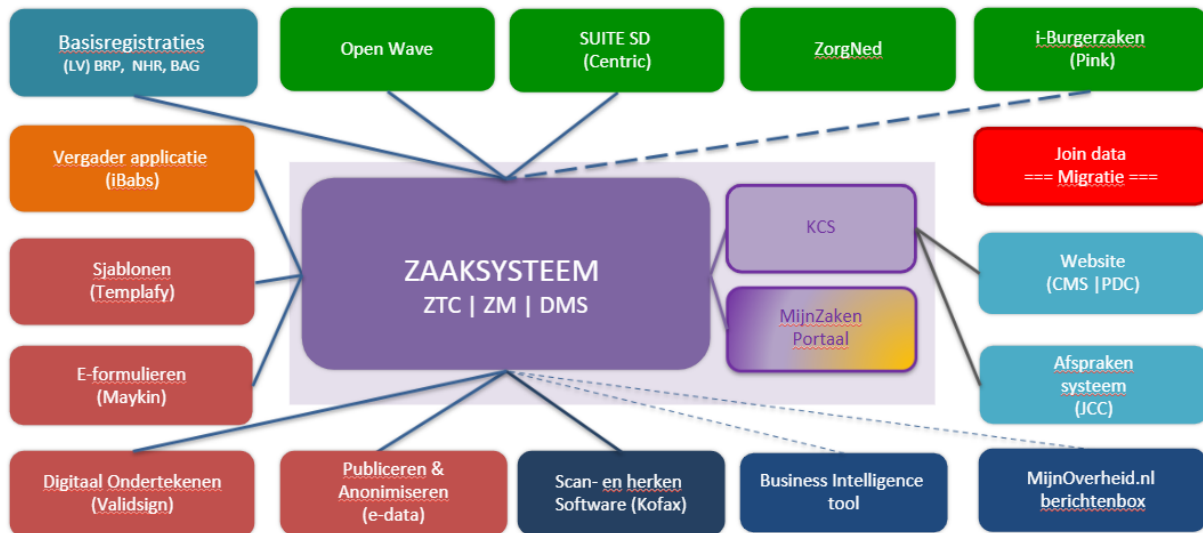 Basisregistraties
(LV) BRP, NHR, BAG
Open Wave
SUITE SD
(Centric)
ZorgNed
i-Burgerzaken
(Pink)
Vergader applicatie
(iBabs)
Join data
=== Migratie ===
Sjablonen
(Templafy)
ZAAKSYSTEEM
ZTC | ZM | DMS
KCS
MijnZaken
Portaal
Website
(CMS |PDC)
E-formulieren
(Maykin)
Afspraken
systeem
(JCC)
Digitaal Ondertekenen
(Validsign)
Publiceren &
Anonimiseren
(e-data)
Scan- en herken
Software (Kofax)
Business Intelligence
tool
MijnOverheid.nl
berichtenbox